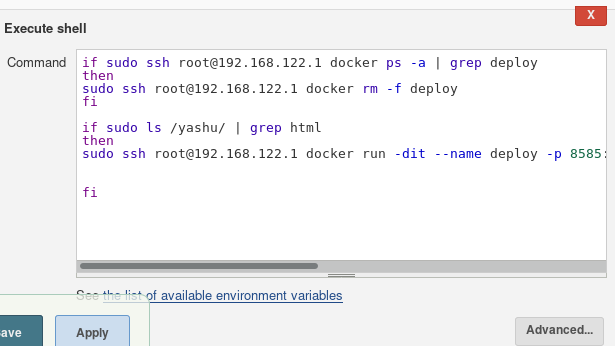 X
Execute shell
Command
if sudo ssh root@192.168.122.1 docker ps -a | grep deploy
then
sudo ssh root@192.168.122.1 docker rm -f deploy
fi
if sudo ls /yashu/ | grep html
then
sudo ssh root@192.168.122.1 docker run -dit --name deploy -p 8585:
fi
See the list of available environment variables
ave Apply Advanced...